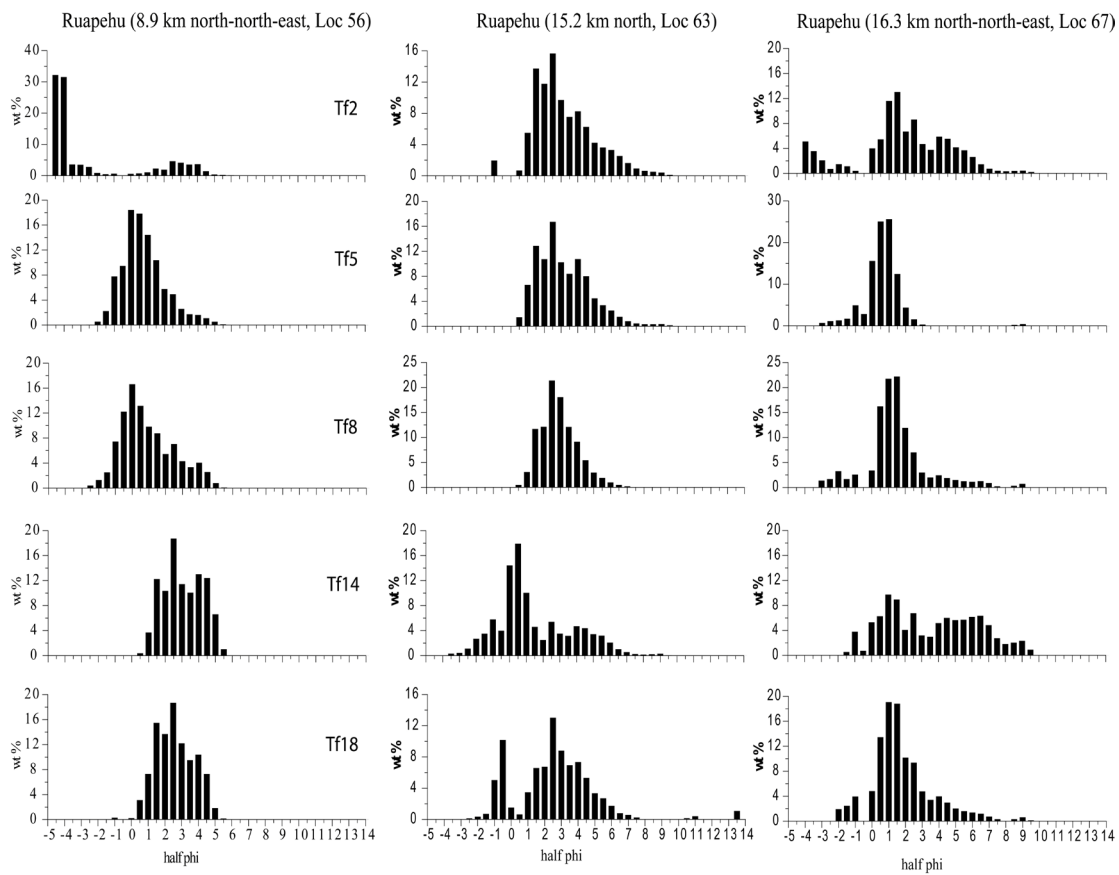 Ruapehu (8.9 km north-north-east, Loc 56)
Ruapehu (15.2 km north, Loc 63)
Ruapehu (16.3 km north-north-east, Loc 67)
40
30
20
10
0
wt %
Tf2
16
12
8
4
0
wt %
20
16
12
8
4
0
wt %
20
16
12
8
4
0
wt %
Tf5
20
16
12
8
4
0
wt %
30
20
10
0
wt %
20
16
12
8
4
0
wt %
Tf8
25
20
15
10
5
0
wt %
25
20
15
10
5
0
wt %
20
16
12
8
4
0
wt %
Tf14
20
16
12
8
4
0
wt %
20
16
12
8
4
0
wt %
20
16
12
8
4
0
wt %
Tf18
16
12
8
4
0
wt %
20
16
12
8
4
0
wt %
-5 -4 -3 -2 -1 0 1 2 3 4 5 6 7 8 9 10 11 12 13 14
-5 -4 -3 -2 -1 0 1 2 3 4 5 6 7 8 9 10 11 12 13 14
-5 -4 -3 -2 -1 0 1 2 3 4 5 6 7 8 9 10 11 12 13 14
half phi
half phi
half phi